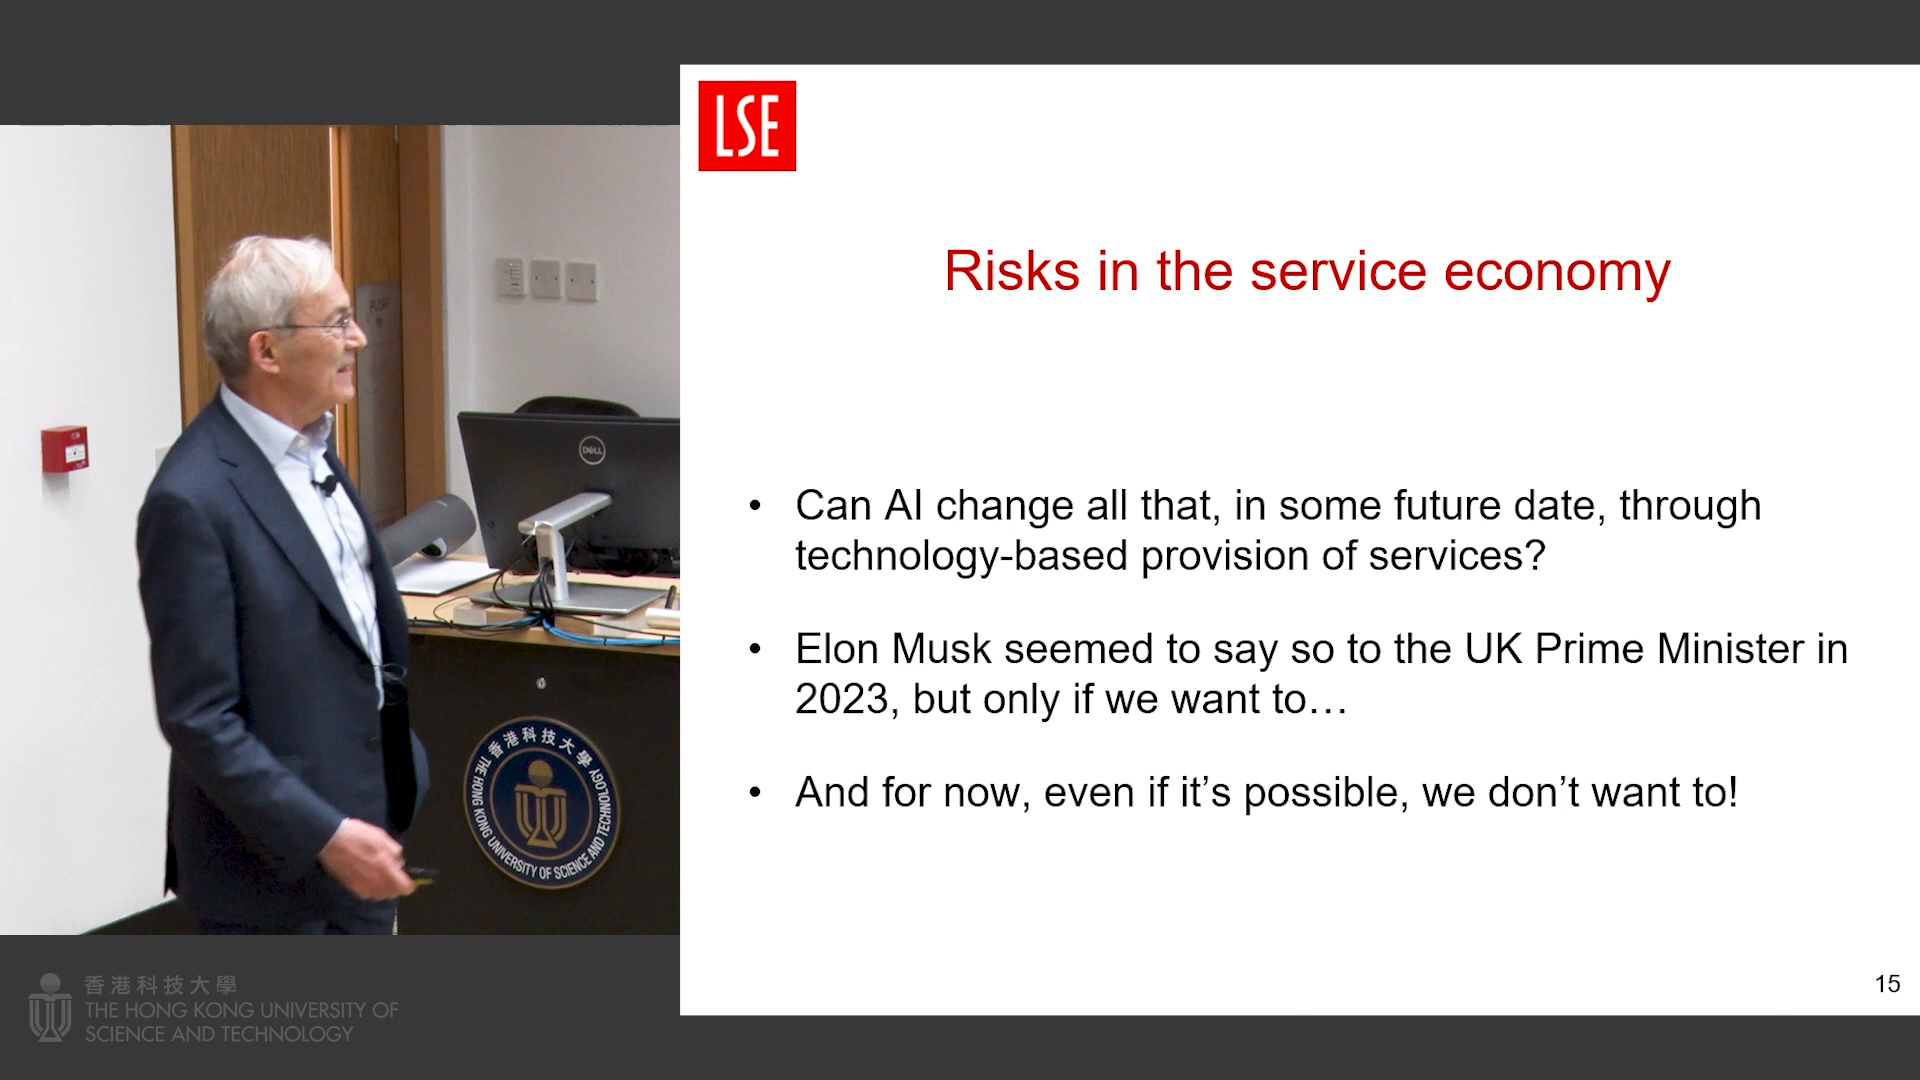 LSE
Risks in the service economy
• Can AI change all that, in some future date, through
technology-based provision of services?
• Elon Musk seemed to say so to the UK Prime Minister in
2023, but only if we want to…
• And for now, even if it’s possible, we don’t want to!
15
PUSH
DELL
香港科技大學
THE HONG KONG UNIVERSITY OF SCIENCE AND TECHNOLOGY
香港科技大學
THE HONG KONG UNIVERSITY OF
SCIENCE AND TECHNOLOGY